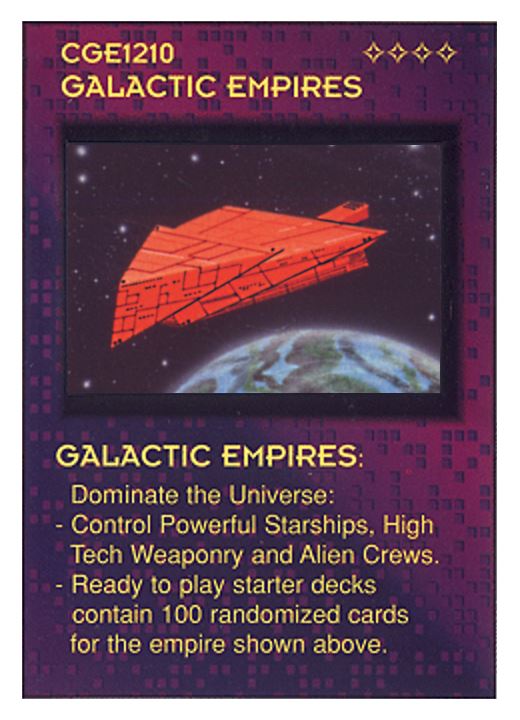 CGE1210
GALACTIC EMPIRES
GALACTIC EMPIRES:
Dominate the Universe:
- Control Powerful Starships, High
Tech Weaponry and Alien Crews.
- Ready to play starter decks
contain 100 randomized cards
for the empire shown above.